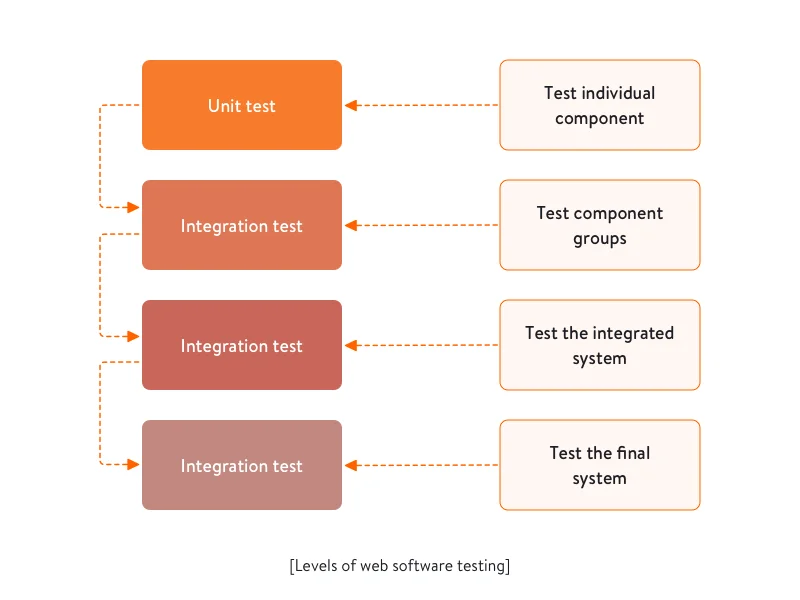 Unit test
Test individual
component
Integration test
Test component
groups
Integration test
Test the integrated
system
Integration test
Test the final
system
[Levels of web software testing]